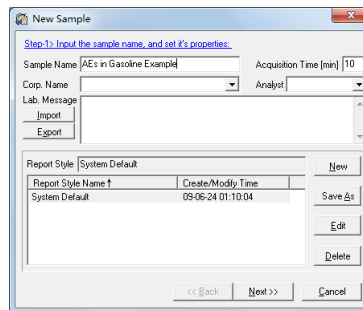 New Sample
Step-1> Input the sample name, and set it's properties:
Sample Name AEs in Gasoline Example Acquisition Time [min] 10
Corp. Name Analyst
Lab. Message
Import
Export
Report Style System Default New
Report Style Name ↑ Create/Modify Time
System Default 09-06-24 01:10:04 Save As
Edit
Delete
<< Back Next >> Cancel